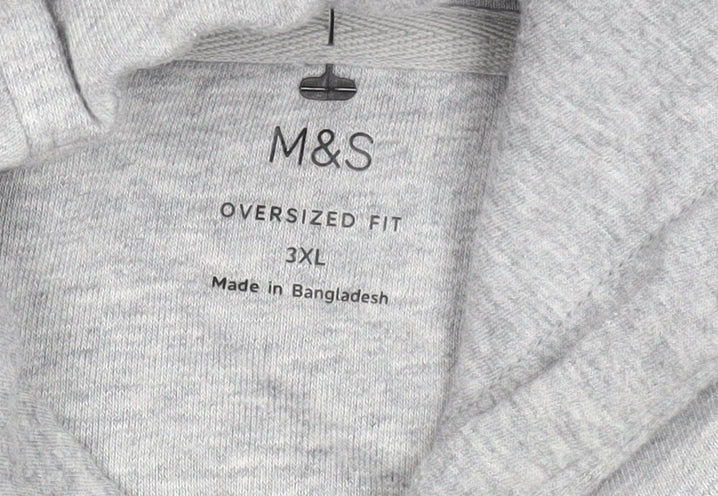 M&S
OVERSIZED FIT
3XL
Made in Bangladesh